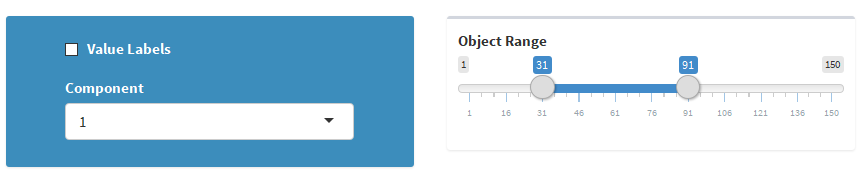 Value Labels
Component
1
Object Range
1 31 91 150
1 16 31 46 61 76 91 106 121 136 150